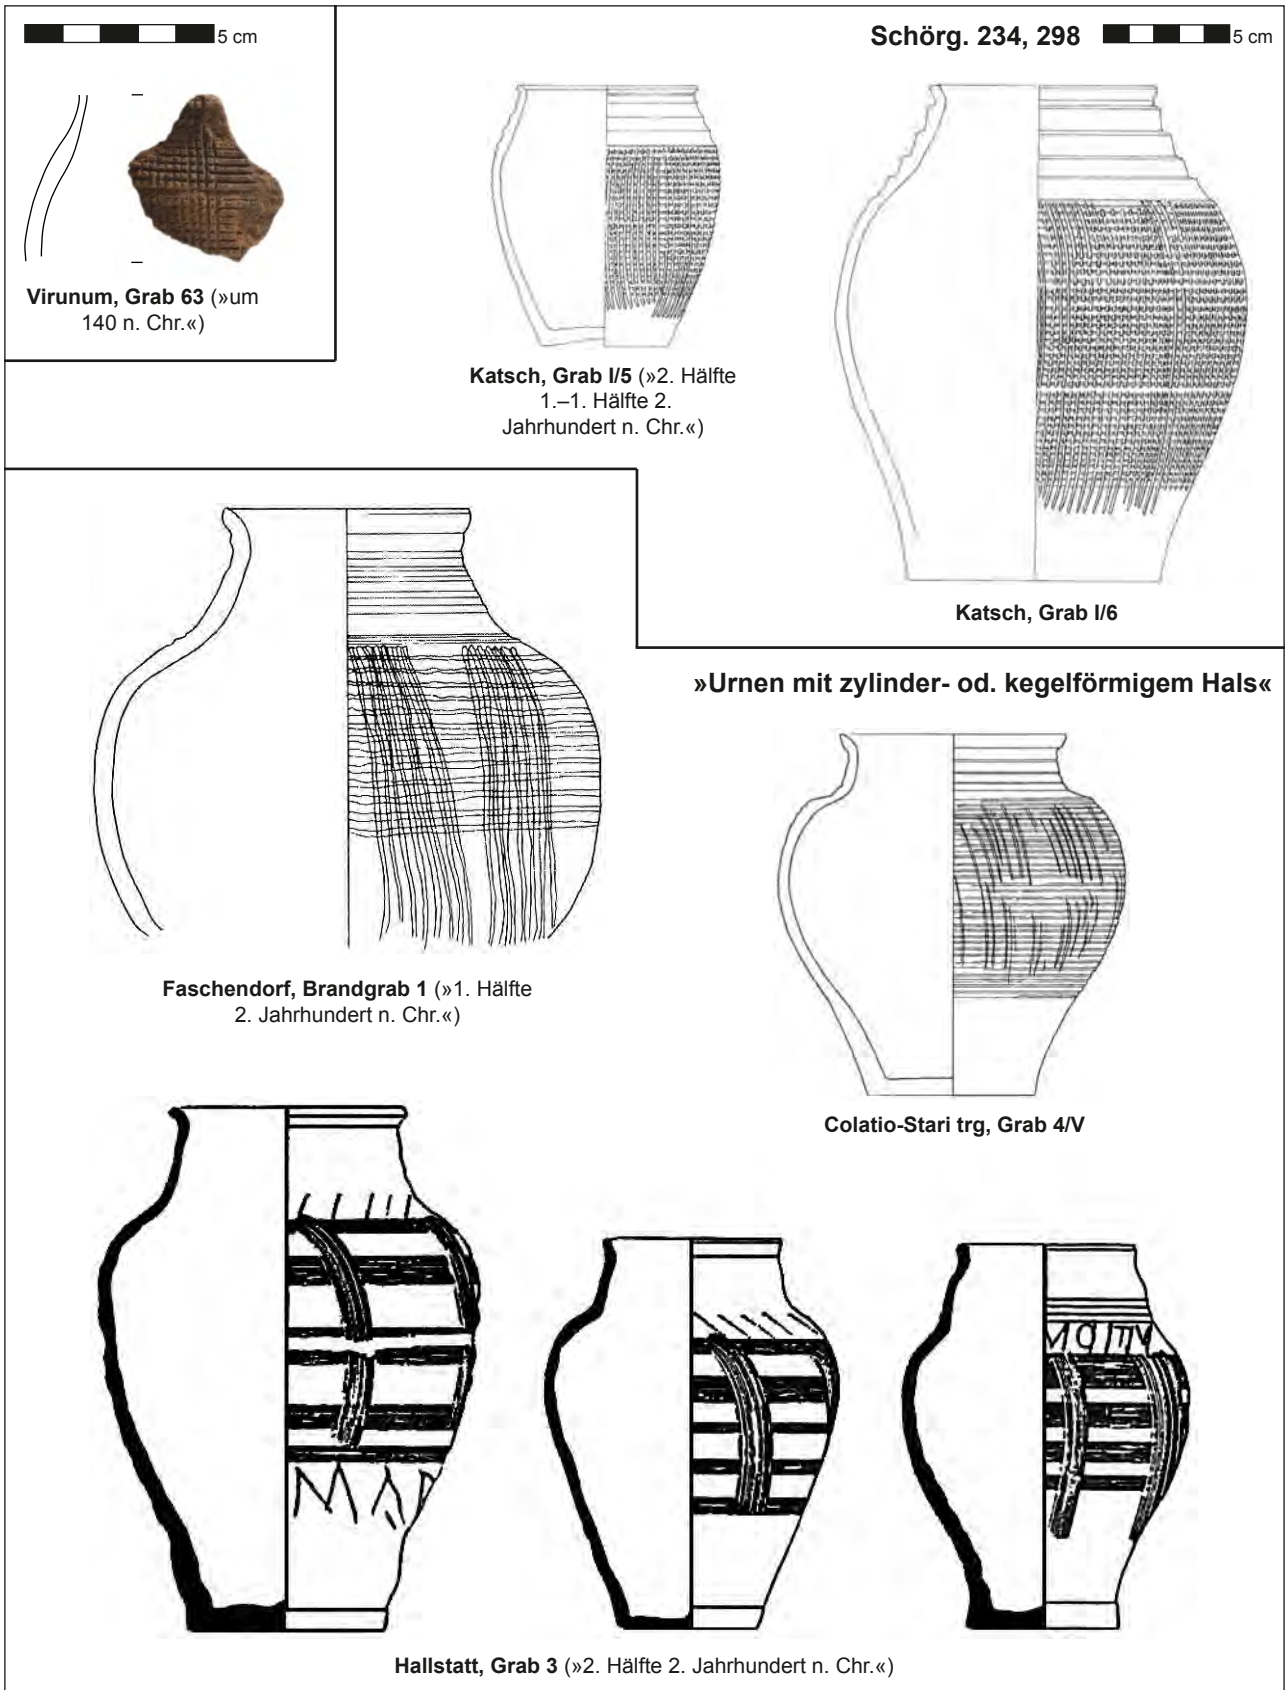 5 cm
Schörg. 234, 298
5 cm
Virunum, Grab 63 (»um
140 n. Chr.«)
Katsch, Grab I/5 (»2. Hälfte
1.–1. Hälfte 2.
Jahrhundert n. Chr.«)
Katsch, Grab I/6
»Urnen mit zylinder- od. kegelförmigem Hals«
Faschendorf, Brandgrab 1 (»1. Hälfte
2. Jahrhundert n. Chr.«)
Colatio-Stari trg, Grab 4/V
Hallstatt, Grab 3 (»2. Hälfte 2. Jahrhundert n. Chr.«)